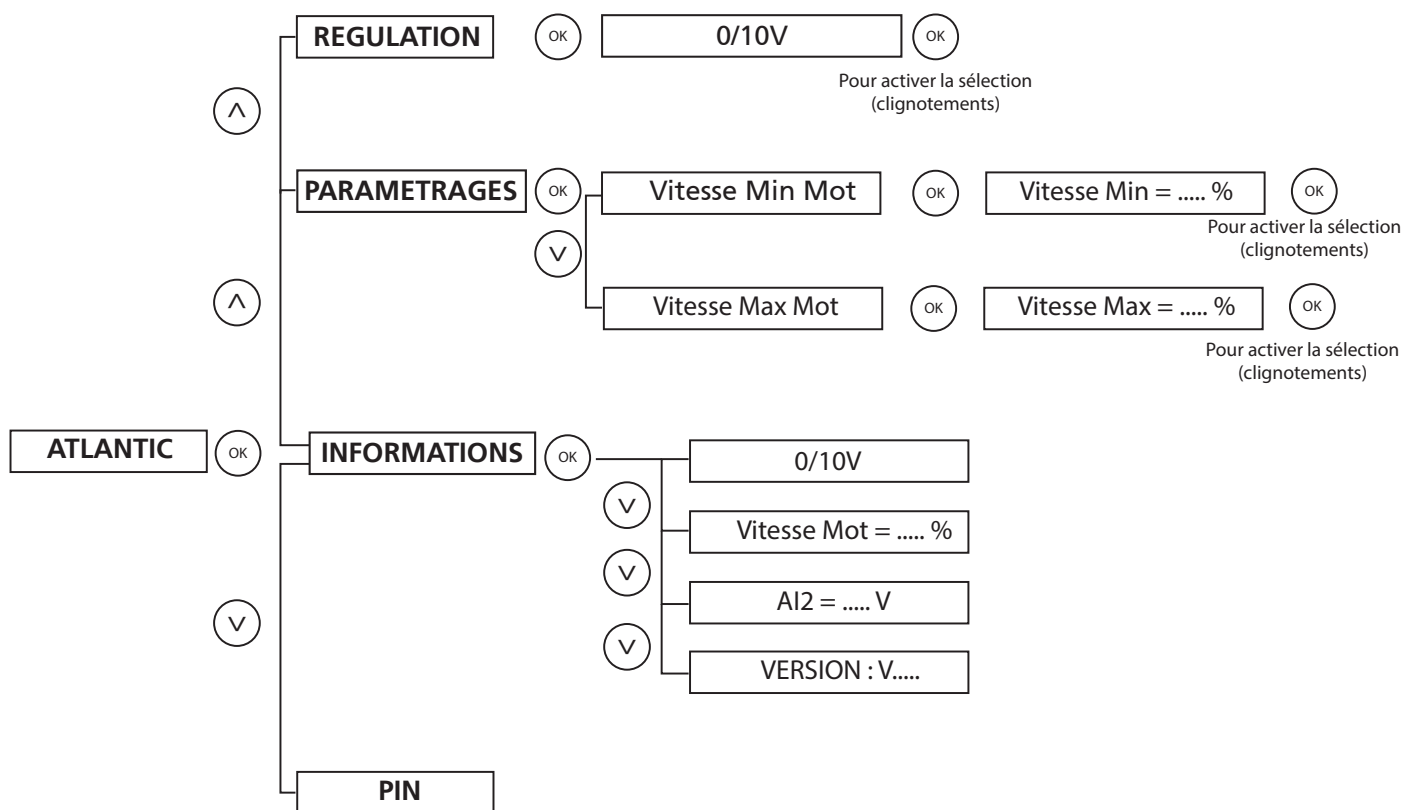 REGULATION OK 0/10V OK
Pour activer la sélection
(clignotements)
PARAMETRAGES OK Vitesse Min Mot OK Vitesse Min = ..... % OK
Pour activer la sélection
(clignotements)
Vitesse Max Mot OK Vitesse Max = ..... % OK
Pour activer la sélection
(clignotements)
ATLANTIC OK INFORMATIONS OK 0/10V
Vitesse Mot = ..... %
AI2 = ..... V
VERSION : V.....
PIN